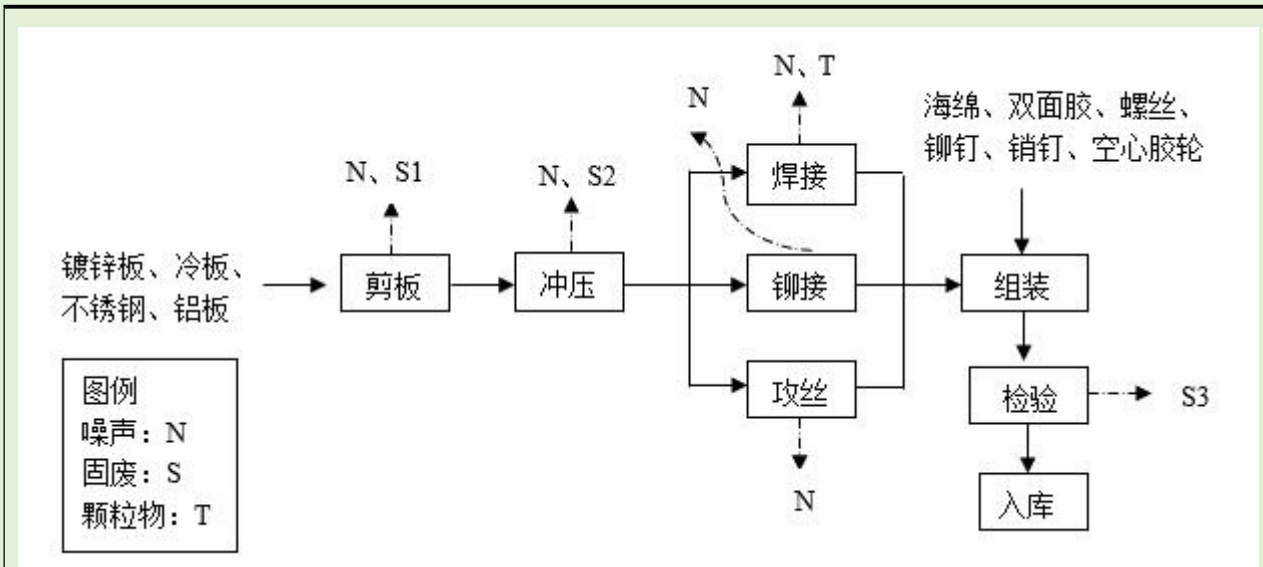 N、T
N
海绵、双面胶、螺丝、
铆钉、销钉、空心胶轮
N、S1
N、S2
焊接
镀锌板、冷板、
不锈钢、铝板
剪板
冲压
铆接
组装
图例
噪声：N
固废：S
颗粒物：T
攻丝
检验
S3
N
入库